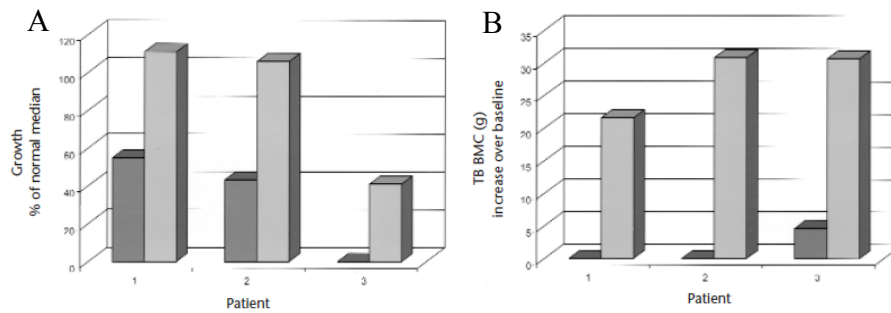 A
Growth
% of normal median
120
100
80
60
40
20
0
1 2 3
Patient
B
TB BMC (g)
increase over baseline
35
30
25
20
15
10
5
0
1 2 3
Patient